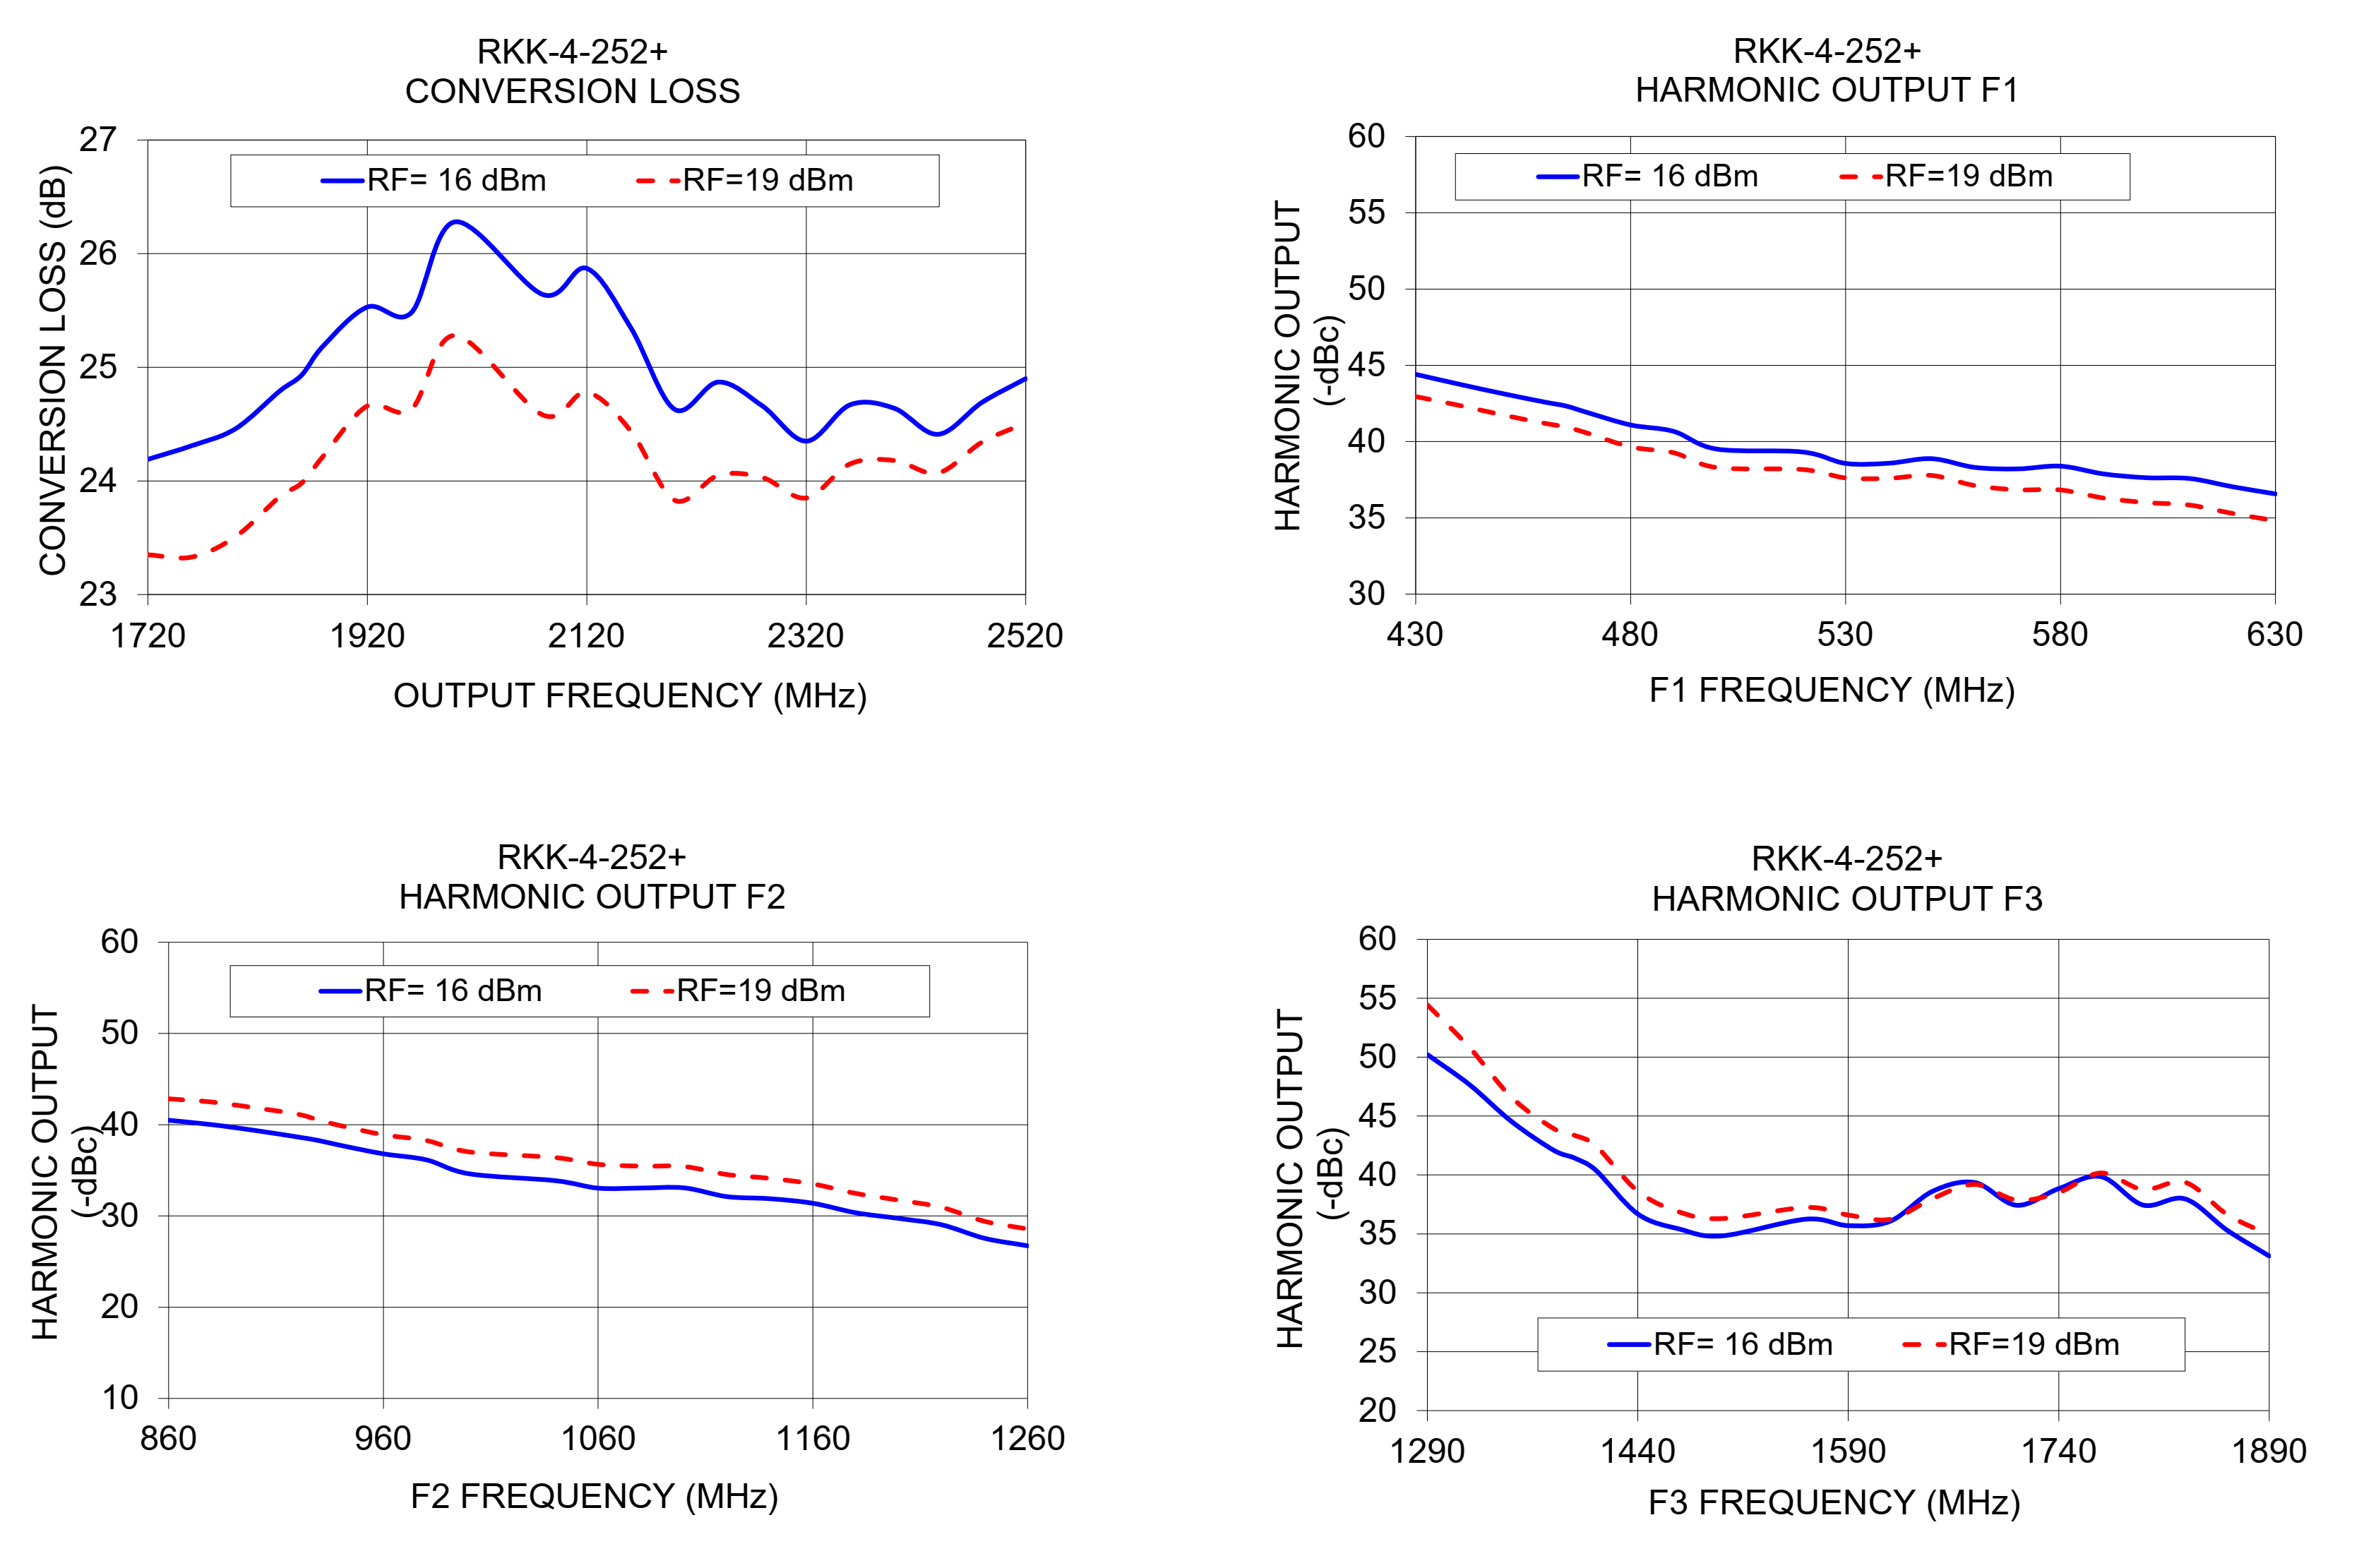 RKK-4-252+
CONVERSION LOSS
CONVERSION LOSS (dB)
27
26
25
24
23
RF= 16 dBm RF=19 dBm
1720 1920 2120 2320 2520
OUTPUT FREQUENCY (MHz)
RKK-4-252+
HARMONIC OUTPUT F1
HARMONIC OUTPUT
(-dBc)
60
55
50
45
40
35
30
RF= 16 dBm RF=19 dBm
430 480 530 580 630
F1 FREQUENCY (MHz)
RKK-4-252+
HARMONIC OUTPUT F2
HARMONIC OUTPUT
(-dBc)
60
50
40
30
20
10
RF= 16 dBm RF=19 dBm
860 960 1060 1160 1260
F2 FREQUENCY (MHz)
RKK-4-252+
HARMONIC OUTPUT F3
HARMONIC OUTPUT
(-dBc)
60
55
50
45
40
35
30
25
20
RF= 16 dBm RF=19 dBm
1290 1440 1590 1740 1890
F3 FREQUENCY (MHz)